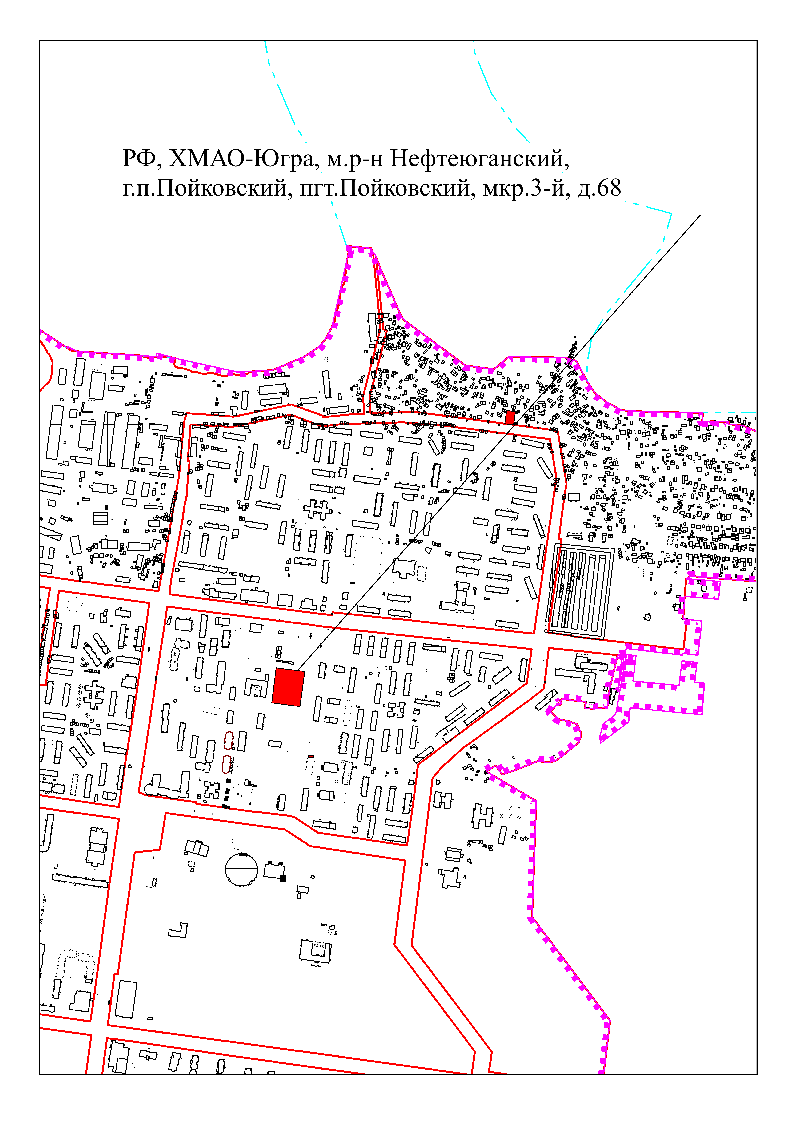 РФ, ХМАО-Югра, м.р-н Нефтеюганский,
г.п.Пойковский, пгт.Пойковский, мкр.3-й, д.68